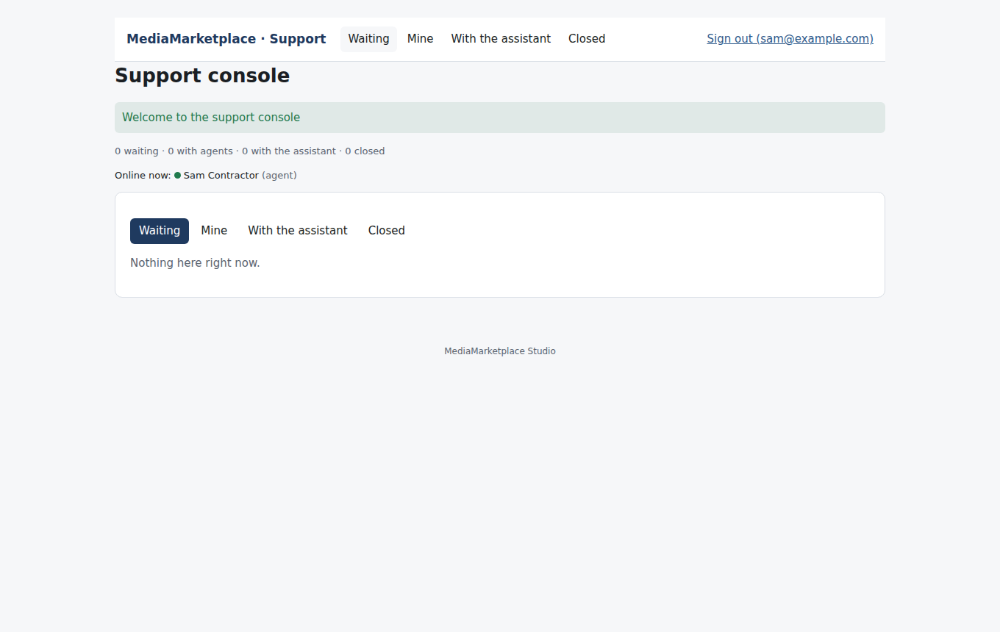 MediaMarketplace · Support Waiting Mine With the assistant Closed Sign out (sam@example.com)
Support console
Welcome to the support console
0 waiting · 0 with agents · 0 with the assistant · 0 closed
Online now: Sam Contractor (agent)
Waiting Mine With the assistant Closed
Nothing here right now.
MediaMarketplace Studio